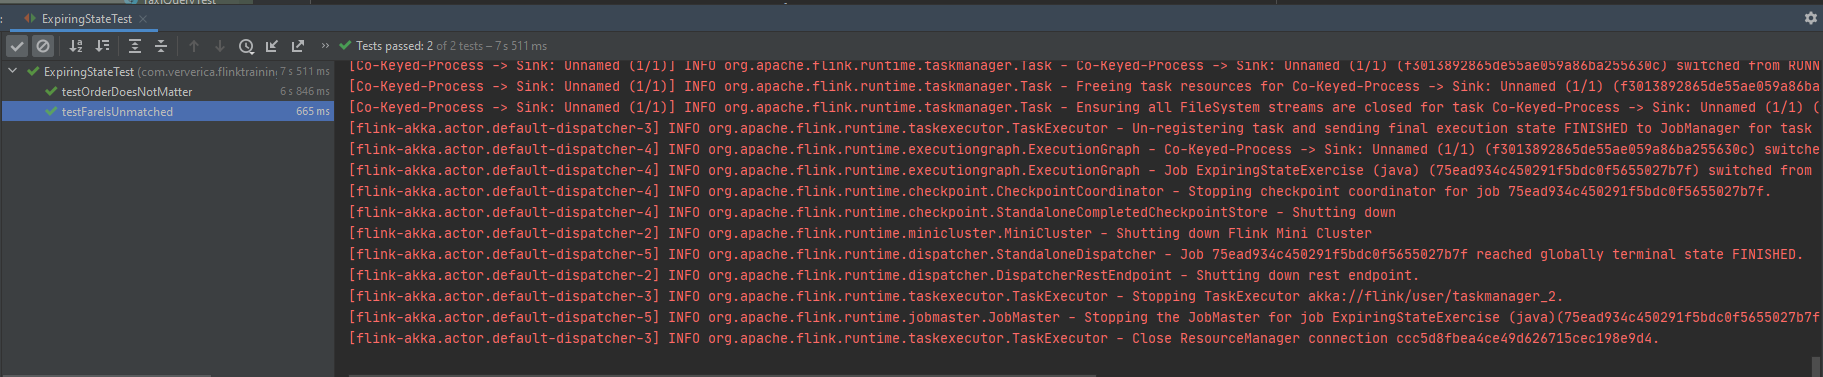 TaxiQueryTest
: ExpiringStateTest ×
Tests passed: 2 of 2 tests – 7 s 511 ms
ExpiringStateTest (com.ververica.flinktraining 7 s 511 ms
testOrderDoesNotMatter 6 s 846 ms
testFareIsUnmatched 665 ms
[Co-Keyed-Process -> Sink: Unnamed (1/1)] INFO org.apache.flink.runtime.taskmanager.Task - Co-Keyed-Process -> Sink: Unnamed (1/1) (f3013892865de55ae059a86ba255630c) switched from RUNN
[Co-Keyed-Process -> Sink: Unnamed (1/1)] INFO org.apache.flink.runtime.taskmanager.Task - Freeing task resources for Co-Keyed-Process -> Sink: Unnamed (1/1) (f3013892865de55ae059a86ba
[Co-Keyed-Process -> Sink: Unnamed (1/1)] INFO org.apache.flink.runtime.taskmanager.Task - Ensuring all FileSystem streams are closed for task Co-Keyed-Process -> Sink: Unnamed (1/1) (
[flink-akka.actor.default-dispatcher-3] INFO org.apache.flink.runtime.taskexecutor.TaskExecutor - Un-registering task and sending final execution state FINISHED to JobManager for task
[flink-akka.actor.default-dispatcher-4] INFO org.apache.flink.runtime.executiongraph.ExecutionGraph - Co-Keyed-Process -> Sink: Unnamed (1/1) (f3013892865de55ae059a86ba255630c) switche
[flink-akka.actor.default-dispatcher-4] INFO org.apache.flink.runtime.executiongraph.ExecutionGraph - Job ExpiringStateExercise (java) (75ead934c450291f5bdc0f5655027b7f) switched from
[flink-akka.actor.default-dispatcher-4] INFO org.apache.flink.runtime.checkpoint.CheckpointCoordinator - Stopping checkpoint coordinator for job 75ead934c450291f5bdc0f5655027b7f.
[flink-akka.actor.default-dispatcher-4] INFO org.apache.flink.runtime.checkpoint.StandaloneCompletedCheckpointStore - Shutting down
[flink-akka.actor.default-dispatcher-2] INFO org.apache.flink.runtime.minicluster.MiniCluster - Shutting down Flink Mini Cluster
[flink-akka.actor.default-dispatcher-5] INFO org.apache.flink.runtime.dispatcher.StandaloneDispatcher - Job 75ead934c450291f5bdc0f5655027b7f reached globally terminal state FINISHED.
[flink-akka.actor.default-dispatcher-2] INFO org.apache.flink.runtime.dispatcher.DispatcherRestEndpoint - Shutting down rest endpoint.
[flink-akka.actor.default-dispatcher-3] INFO org.apache.flink.runtime.taskexecutor.TaskExecutor - Stopping TaskExecutor akka://flink/user/taskmanager_2.
[flink-akka.actor.default-dispatcher-5] INFO org.apache.flink.runtime.jobmaster.JobMaster - Stopping the JobMaster for job ExpiringStateExercise (java)(75ead934c450291f5bdc0f5655027b7f
[flink-akka.actor.default-dispatcher-3] INFO org.apache.flink.runtime.taskexecutor.TaskExecutor - Close ResourceManager connection ccc5d8fbea4ce49d626715cec198e9d4.